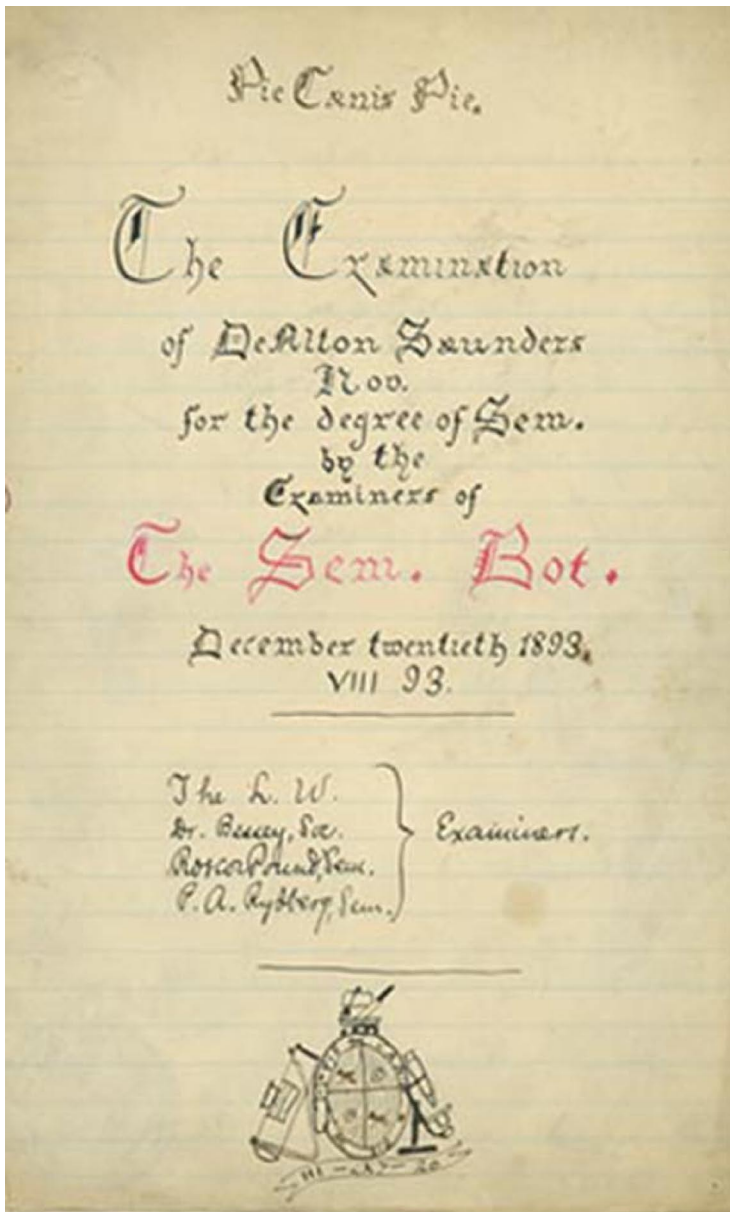 Pie Canis Pie.
The Examination
of DeAlton Saunders
Nov.
for the degree of Sem.
by the
Examiners of
The Sem. Bot.
December twentieth 1893.
VIII 93.
The L. W.
Dr. Bessey, Soc.
Roscoe Pound, Sem.
P. A. Rydberg, Sem.
Examiners.